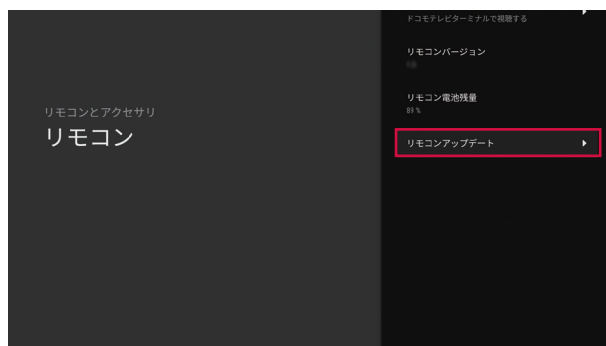 リモコンとアクセサリ
リモコン
ドコモテレビターミナルで視聴する
リモコンバージョン
リモコン電池残量
89 %
リモコンアップデート